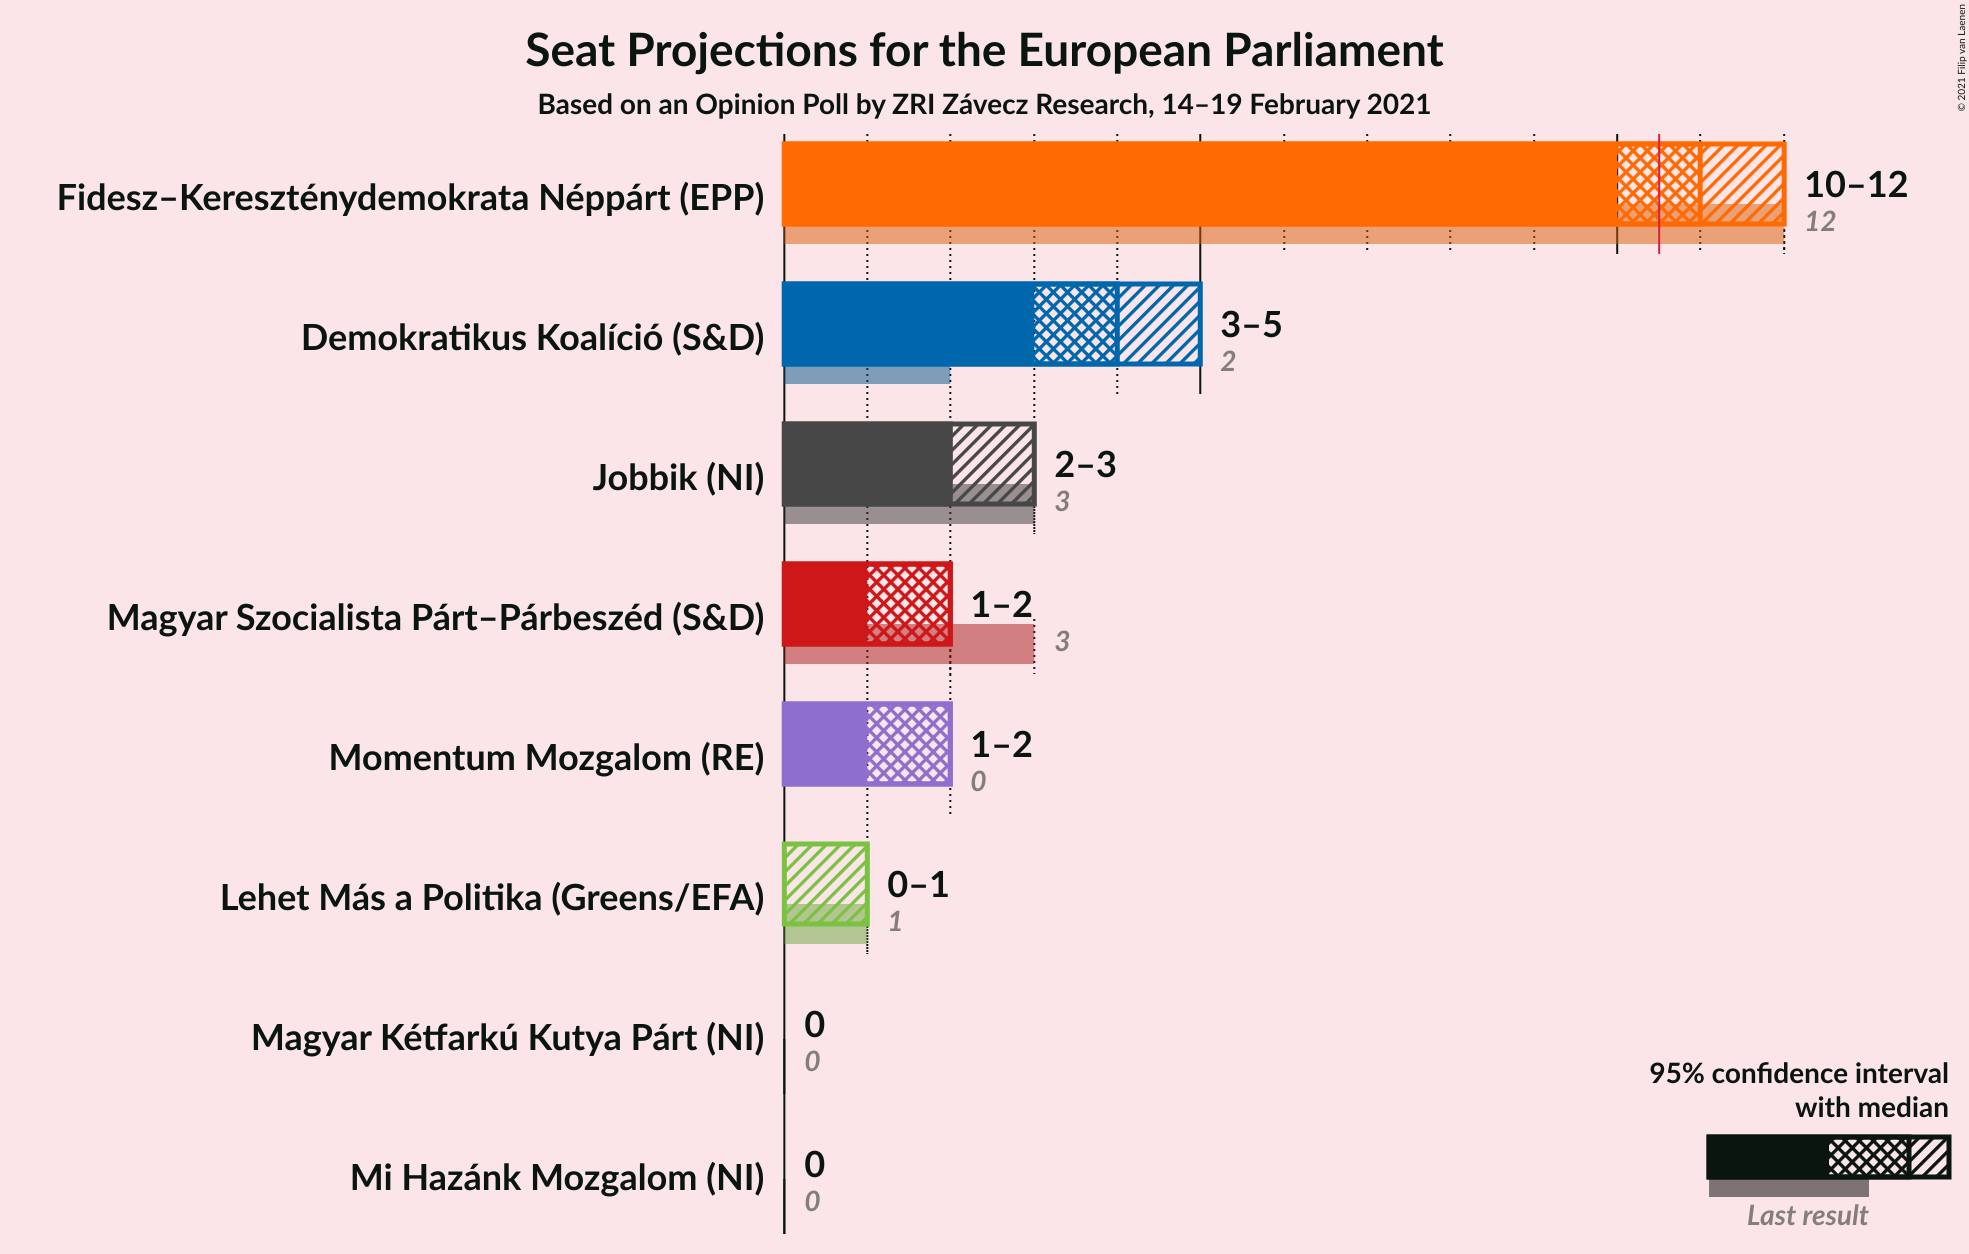 Seat Projections for the European Parliament
Based on an Opinion Poll by ZRI Závecz Research, 14–19 February 2021
© 2021 Filip van Laenen
Fidesz–Kereszténydemokrata Néppárt (EPP)
10–12
12
Demokratikus Koalíció (S&D)
3–5
2
Jobbik (NI)
2–3
3
Magyar Szocialista Párt–Párbeszéd (S&D)
1–2
3
Momentum Mozgalom (RE)
1–2
0
Lehet Más a Politika (Greens/EFA)
0–1
1
Magyar Kétfarkú Kutya Párt (NI)
0
0
Mi Hazánk Mozgalom (NI)
0
0
95% confidence interval
with median
Last result